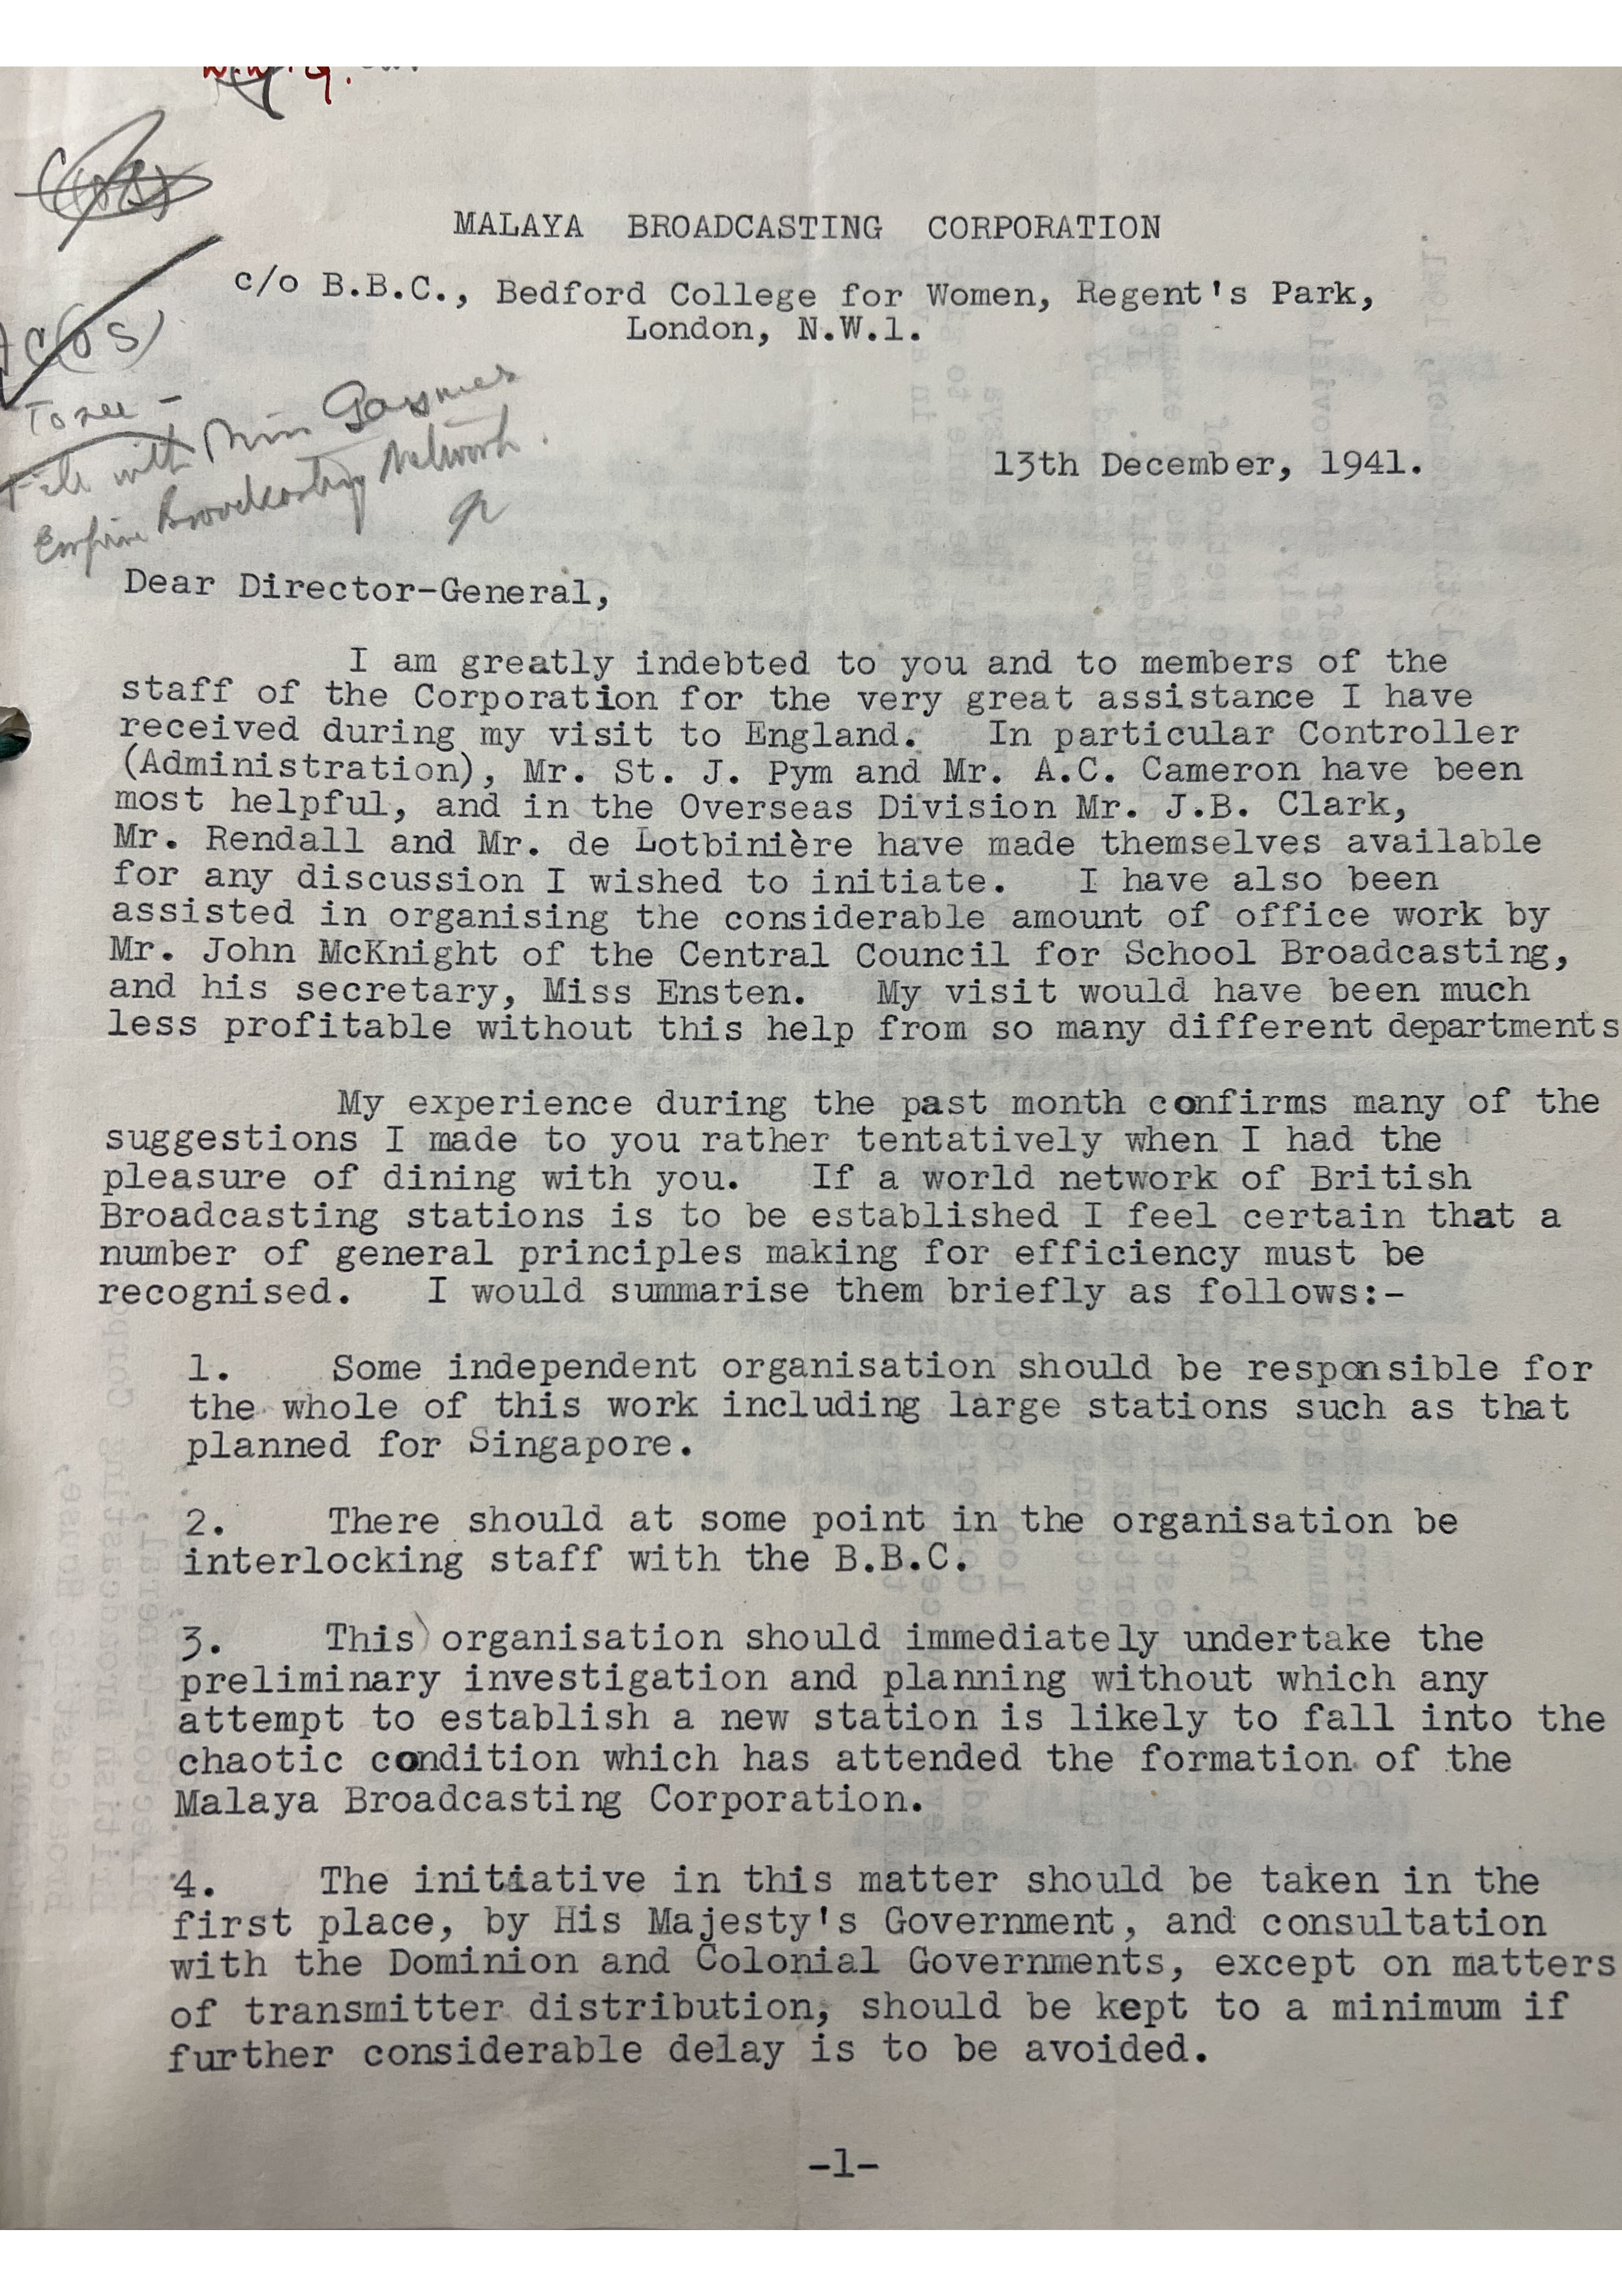 C(OS)
MALAYA BROADCASTING CORPORATION
c/o B.B.C., Bedford College for Women, Regent's Park,
London, N.W.1.
C(OS)
To see -
File with Miss
Empire Broadcasting Network.
13th December, 1941.
Dear Director-General,
I am greatly indebted to you and to members of the
staff of the Corporation for the very great assistance I have
received during my visit to England. In particular Controller
(Administration), Mr. St. J. Pym and Mr. A.C. Cameron have been
most helpful, and in the Overseas Division Mr. J.B. Clark,
Mr. Rendall and Mr. de Lotbinière have made themselves available
for any discussion I wished to initiate. I have also been
assisted in organising the considerable amount of office work by
Mr. John McKnight of the Central Council for School Broadcasting,
and his secretary, Miss Ensten. My visit would have been much
less profitable without this help from so many different departments
My experience during the past month confirms many of the
suggestions I made to you rather tentatively when I had the
pleasure of dining with you. If a world network of British
Broadcasting stations is to be established I feel certain that a
number of general principles making for efficiency must be
recognised. I would summarise them briefly as follows:-
1. Some independent organisation should be responsible for
the whole of this work including large stations such as that
planned for Singapore.
2. There should at some point in the organisation be
interlocking staff with the B.B.C.
3. This organisation should immediately undertake the
preliminary investigation and planning without which any
attempt to establish a new station is likely to fall into the
chaotic condition which has attended the formation of the
Malaya Broadcasting Corporation.
4. The initiative in this matter should be taken in the
first place, by His Majesty's Government, and consultation
with the Dominion and Colonial Governments, except on matters
of transmitter distribution, should be kept to a minimum if
further considerable delay is to be avoided.
-1-